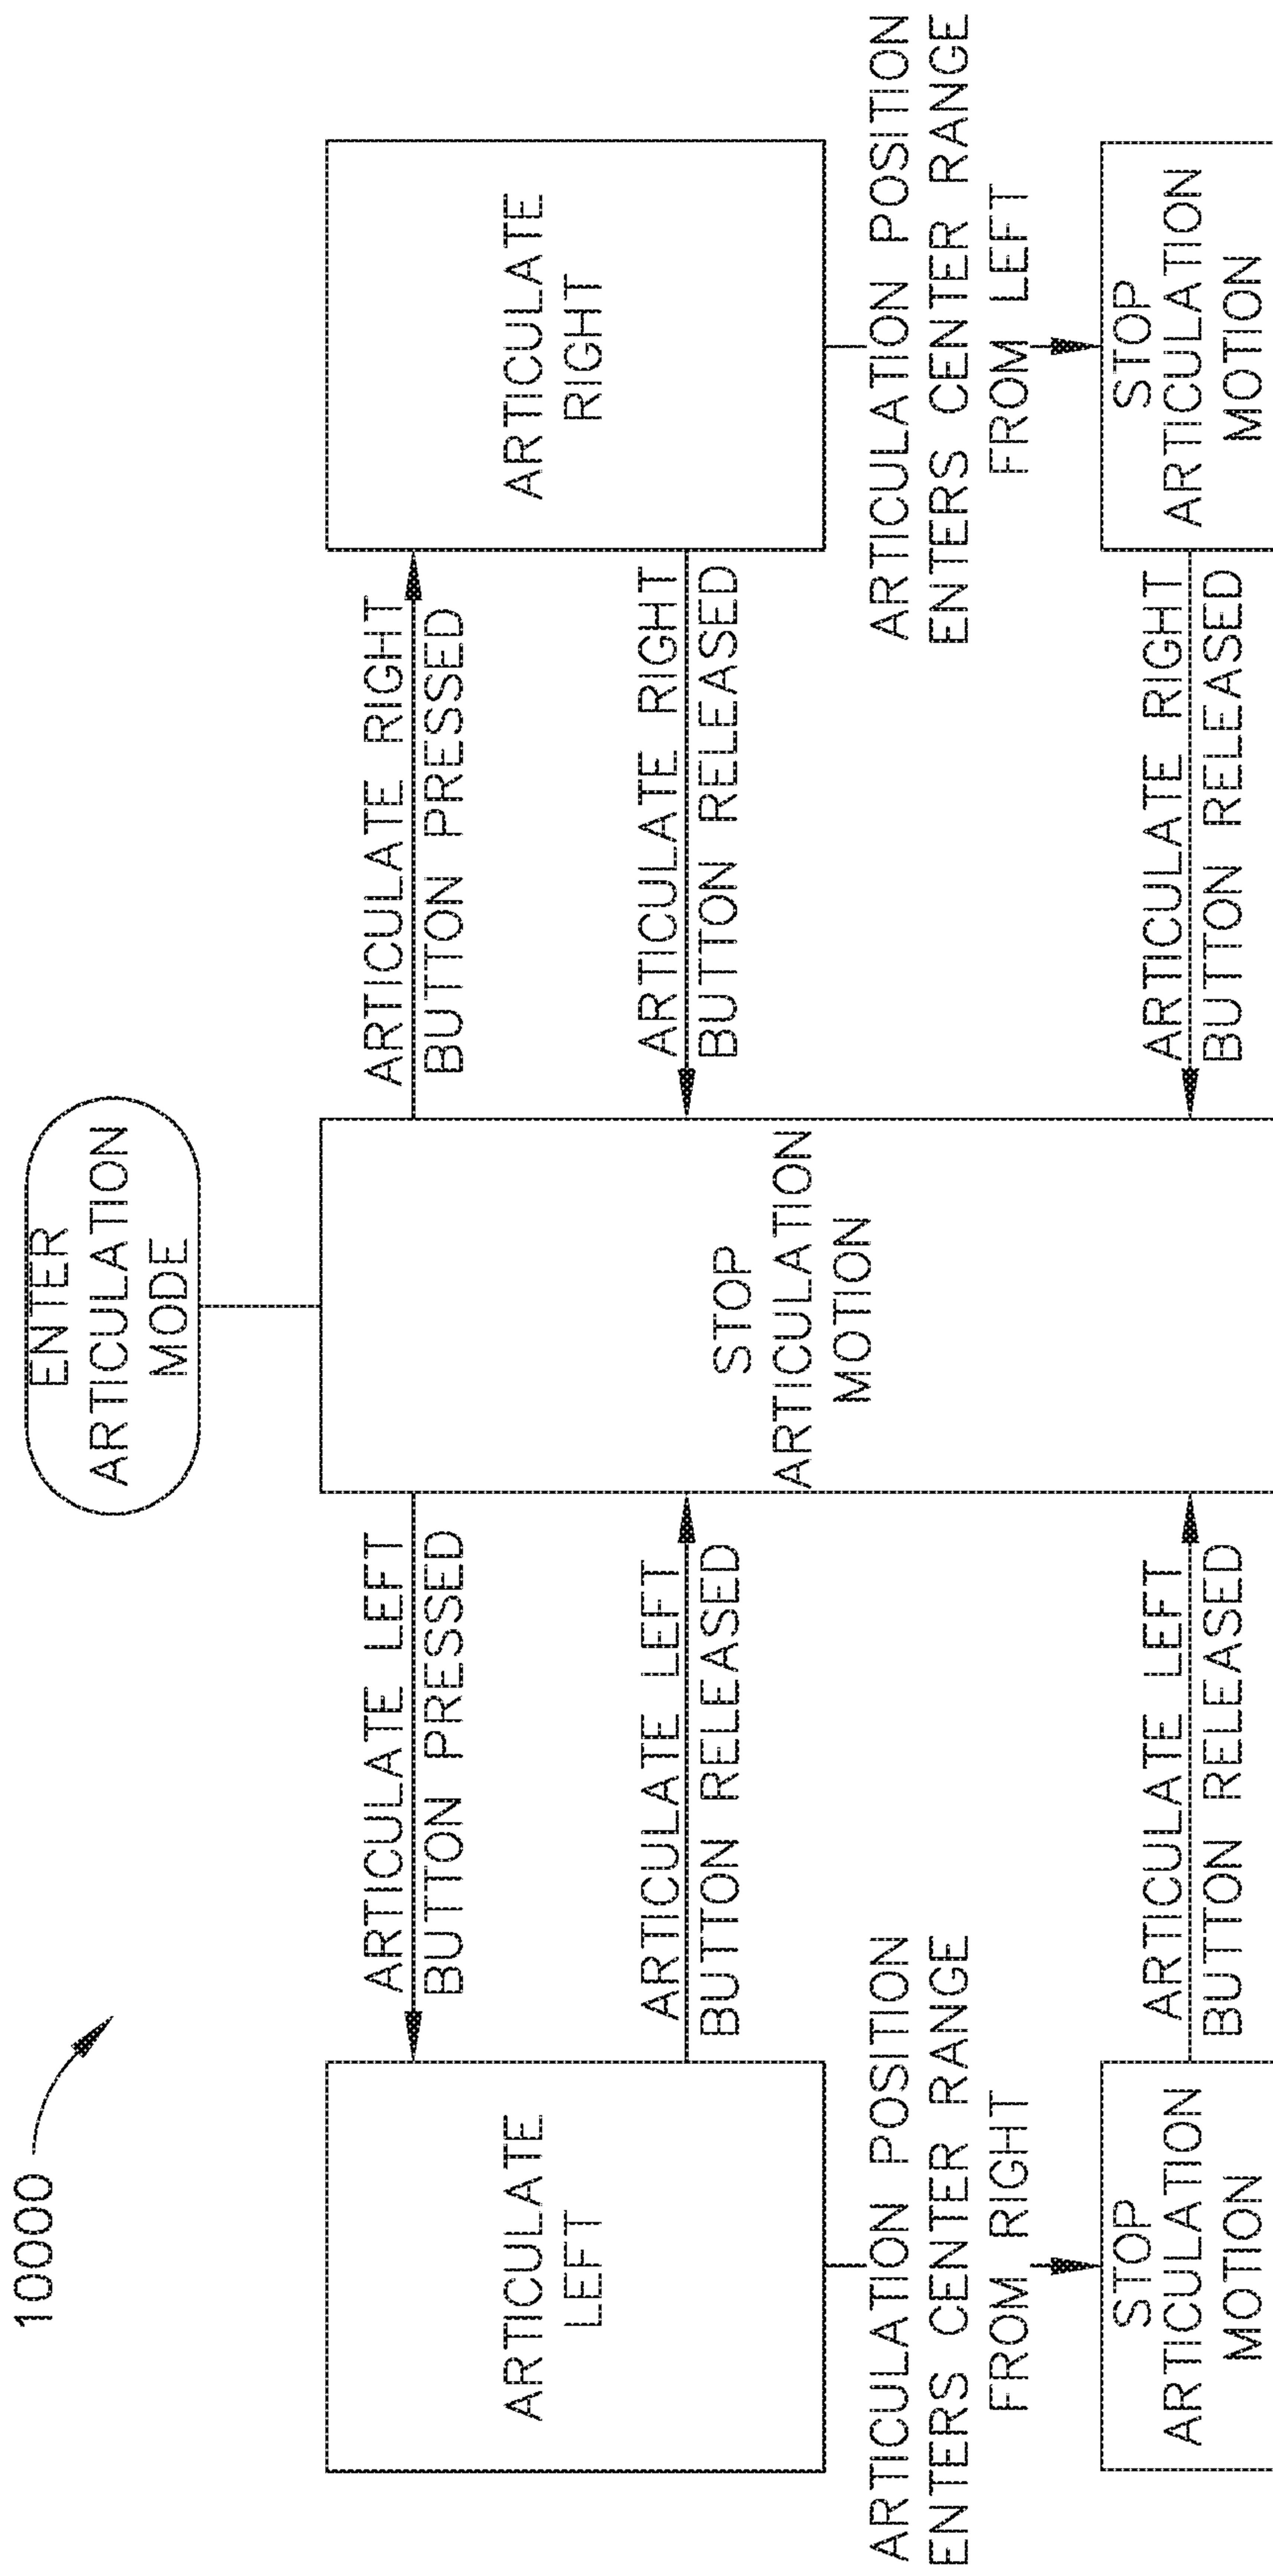 10000
ENTER
ARTICULATION
MODE
ARTICULATE LEFT
BUTTON PRESSED
ARTICULATE RIGHT
BUTTON PRESSED
ARTICULATE
LEFT
STOP
ARTICULATION
MOTION
ARTICULATE
RIGHT
ARTICULATE LEFT
BUTTON RELEASED
ARTICULATE RIGHT
BUTTON RELEASED
ARTICULATION POSITION
ENTERS CENTER RANGE
FROM RIGHT
ARTICULATION POSITION
ENTERS CENTER RANGE
FROM LEFT
STOP
ARTICULATION
MOTION
ARTICULATE LEFT
BUTTON RELEASED
ARTICULATE RIGHT
BUTTON RELEASED
STOP
ARTICULATION
MOTION